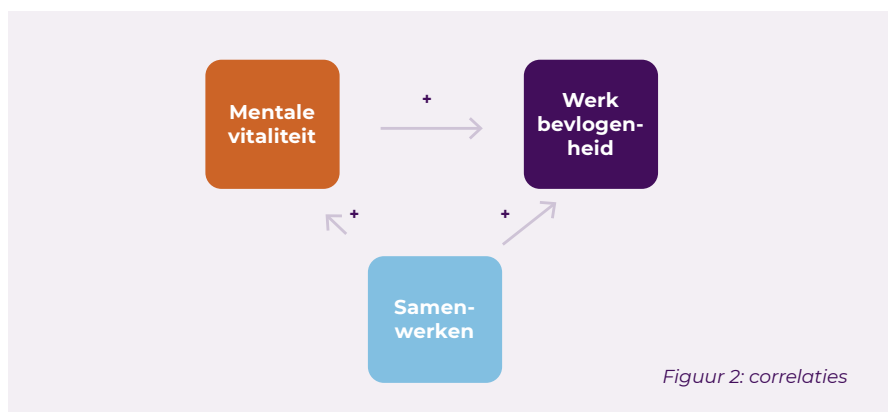 Mentale
vitaliteit
+
Werk
bevlogen-
heid
+
+
Samen-
werken
Figuur 2: correlaties